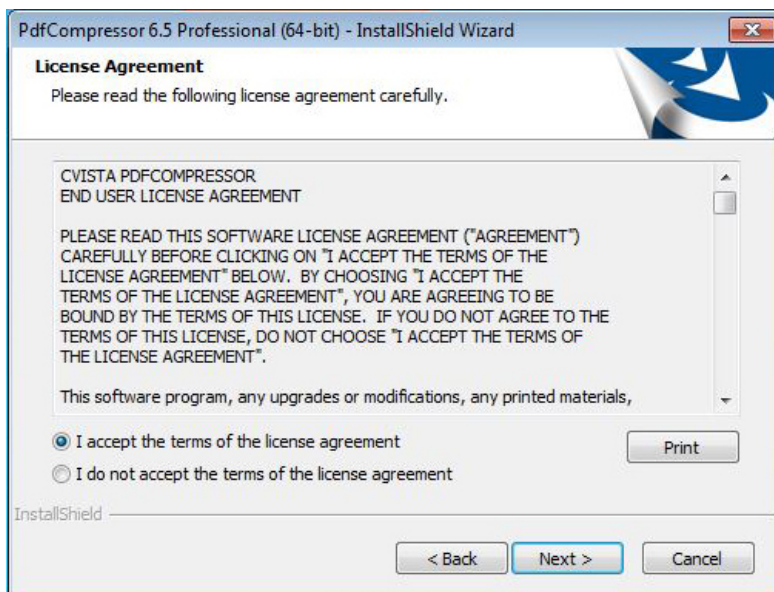 PdfCompressor 6.5 Professional (64-bit) - InstallShield Wizard
License Agreement
Please read the following license agreement carefully.
CVISTA PDFCOMPRESSOR
END USER LICENSE AGREEMENT
PLEASE READ THIS SOFTWARE LICENSE AGREEMENT ("AGREEMENT")
CAREFULLY BEFORE CLICKING ON "I ACCEPT THE TERMS OF THE
LICENSE AGREEMENT" BELOW.  BY CHOOSING "I ACCEPT THE
TERMS OF THE LICENSE AGREEMENT", YOU ARE AGREEING TO BE
BOUND BY THE TERMS OF THIS LICENSE.  IF YOU DO NOT AGREE TO THE
TERMS OF THIS LICENSE, DO NOT CHOOSE "I ACCEPT THE TERMS OF
THE LICENSE AGREEMENT".
This software program, any upgrades or modifications, any printed materials,
I accept the terms of the license agreement
Print
I do not accept the terms of the license agreement
InstallShield
< Back
Next >
Cancel